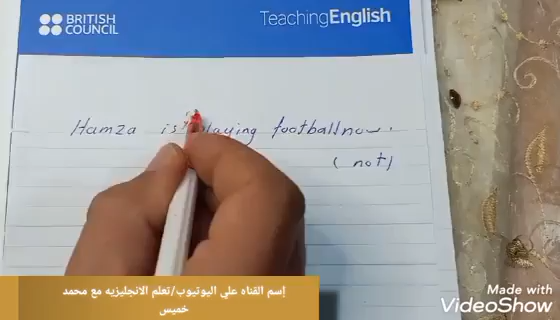 BRITISH COUNCIL
TeachingEnglish
Hamza is playing football now.
( not )
إسم القناه علي اليوتيوب/تعلم الانجليزيه مع محمد
خميس
Made with
VideoShow